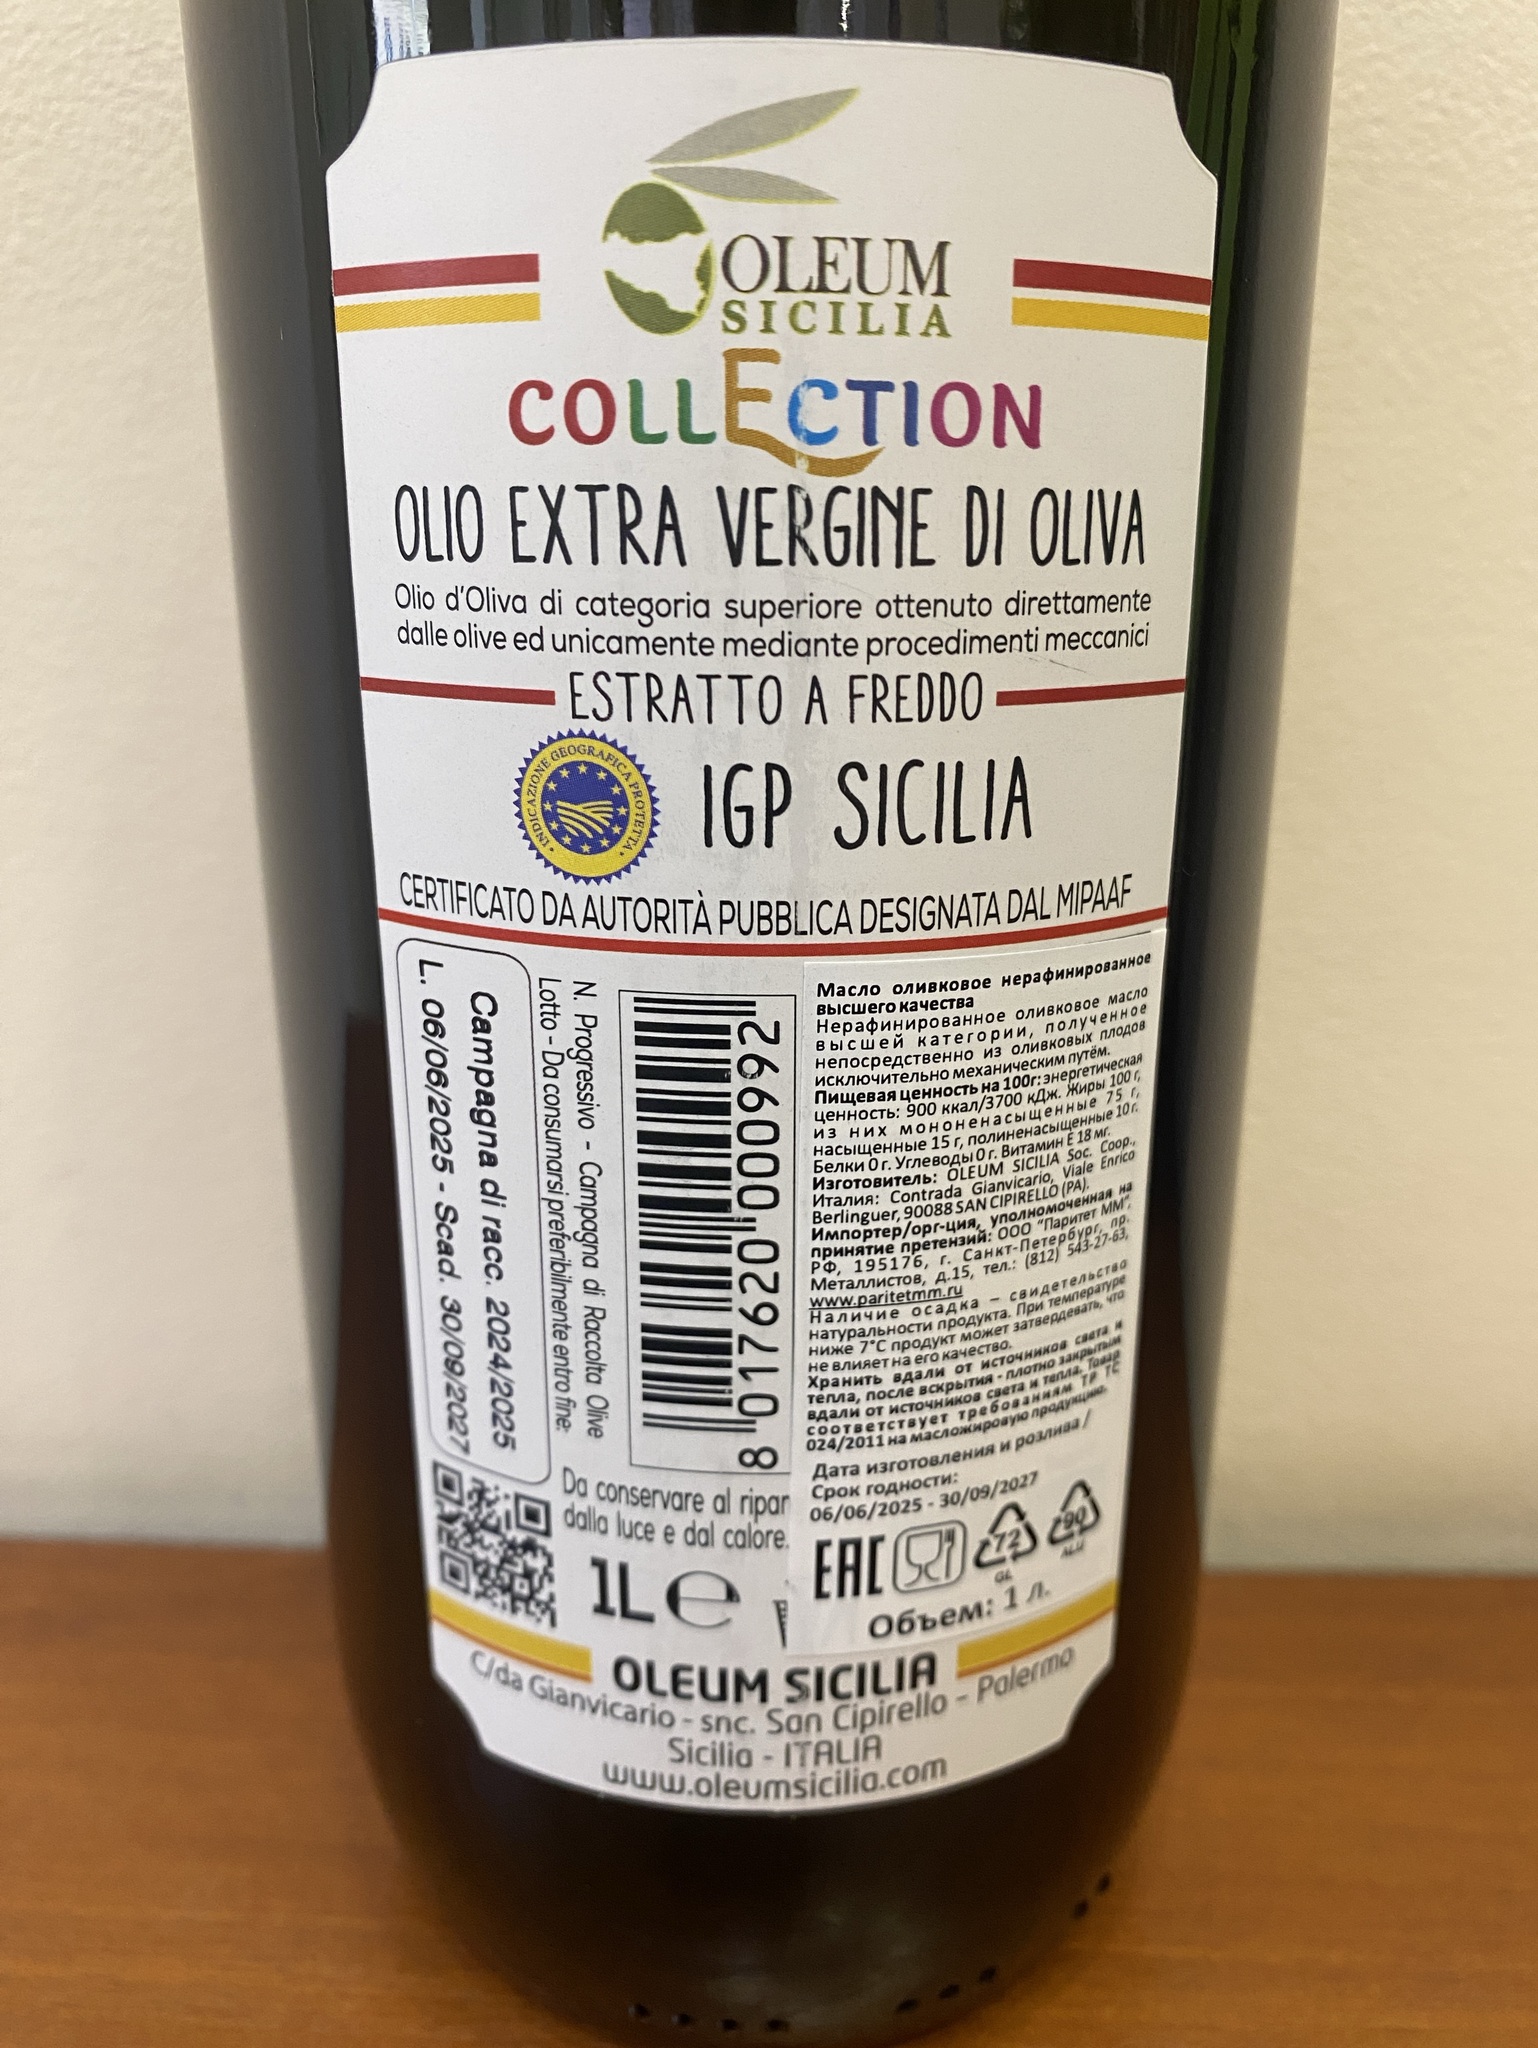 OLEUM
SICILIA
COLLECTION
OLIO EXTRA VERGINE DI OLIVA
Olio d'Oliva di categoria superiore ottenuto direttamente
dalle olive ed unicamente mediante procedimenti meccanici
ESTRATTO A FREDDO
INDICAZIONE GEOGRAFICA PROTETTA
IGP SICILIA
CERTIFICATO DA AUTORITÀ PUBBLICA DESIGNATA DAL MIPAAF
Campagna di racc. 2024/2025
L. 06/06/2025 - Scad. 30/09/2027
N. Progressivo - Campagna di Raccolta Olive
Lotto - Da consumarsi preferibilmente entro fine:
2660000297108
Da conservare al ripar
dalla luce e dal calore.
1L e
Масло оливковое нерафинированное
высшего качества
Нерафинированное оливковое масло
высшей категории, полученное
непосредственно из оливковых плодов
исключительно механическим путём.
Пищевая ценность на 100г: энергетическая
ценность: 900 ккал/3700 кДж. Жиры 100 г,
из них мононенасыщенные 75 г,
насыщенные 15 г, полиненасыщенные 10 г.
Белки 0 г. Углеводы 0 г. Витамин Е 18 мг.
Изготовитель: OLEUM SICILIA Soc. Coop.,
Италия: Contrada Gianvicario, Viale Enrico
Berlinguer, 90088 SAN CIPIRELLO (PA).
Импортер/орг-ция, уполномоченная на
принятие претензий: ООО "Паритет ММ",
РФ, 195176, г. Санкт-Петербург, пр.
Металлистов, д.15, тел.: (812) 543-27-63,
www.paritetmm.ru
Наличие осадка – свидетельство
натуральности продукта. При температуре
ниже 7°С продукт может затвердевать, что
не влияет на его качество.
Хранить вдали от источников света и
тепла, после вскрытия - плотно закрытым
вдали от источников света и тепла. Товар
соответствует требованиям ТР ТС
024/2011 на масложировую продукцию.
Дата изготовления и розлива /
Срок годности:
06/06/2025 - 30/09/2027
EAC
72
GL
90
ALU
Объем: 1 л.
OLEUM SICILIA
C/da Gianvicario - snc. San Cipirello - Palermo
Sicilia - ITALIA
www.oleumsicilia.com